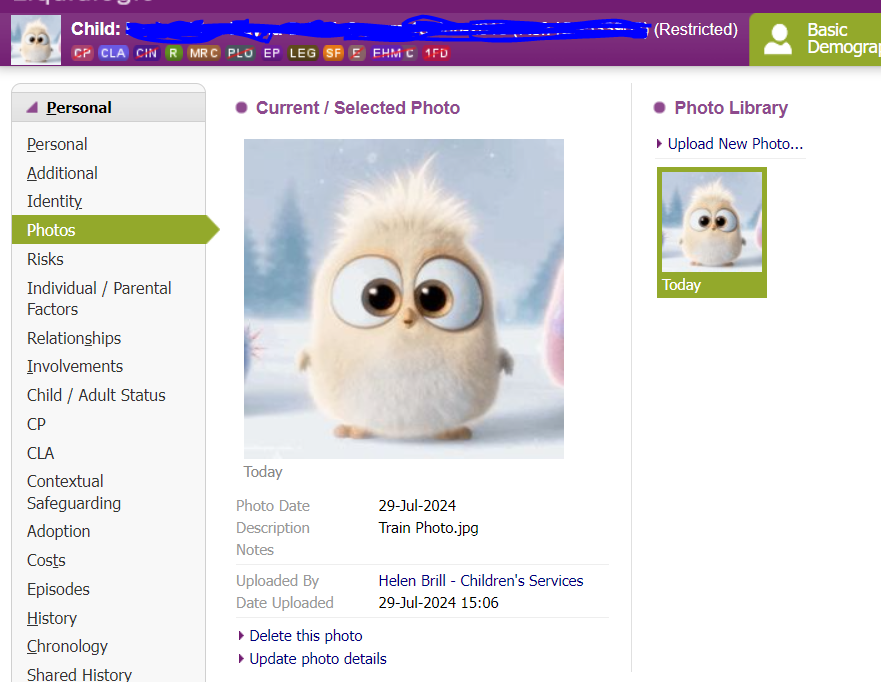 Child: (Restricted)
CP CLA CIN R MRC PLO EP LEG SF E EHM C 1FD
Basic
Demograp
Personal
Personal
Additional
Identity
Photos
Risks
Individual / Parental
Factors
Relationships
Involvements
Child / Adult Status
CP
CLA
Contextual
Safeguarding
Adoption
Costs
Episodes
History
Chronology
Shared History
Current / Selected Photo
Today
Photo Date 29-Jul-2024
Description Train Photo.jpg
Notes
Uploaded By Helen Brill - Children's Services
Date Uploaded 29-Jul-2024 15:06
Delete this photo
Update photo details
Photo Library
Upload New Photo...
Today